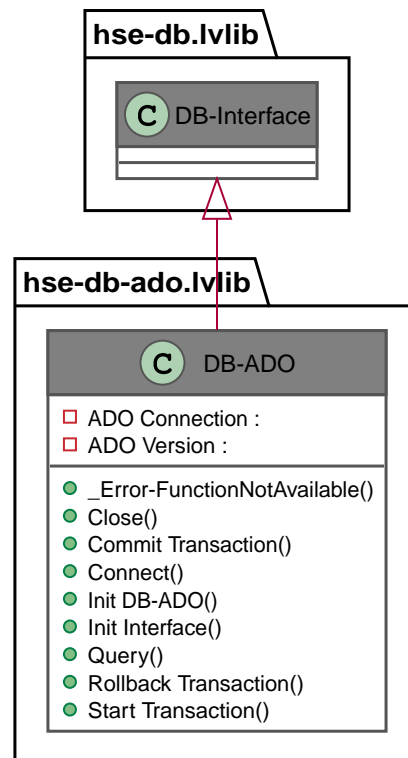 hse-db.lvlib
C DB-Interface
hse-db-ado.lvlib
C DB-ADO
ADO Connection :
ADO Version :
_Error-FunctionNotAvailable()
Close()
Commit Transaction()
Connect()
Init DB-ADO()
Init Interface()
Query()
Rollback Transaction()
Start Transaction()